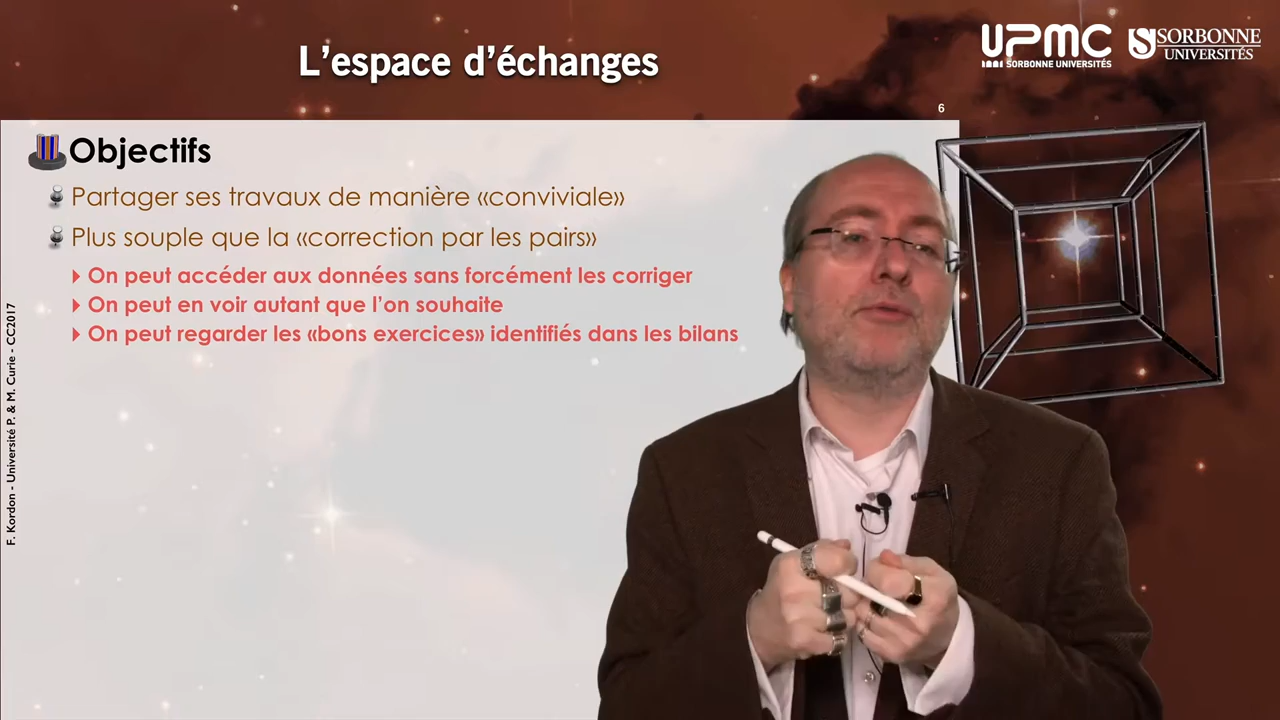 L'espace d'échanges
UPMC
SORBONNE UNIVERSITÉS
SORBONNE
UNIVERSITÉS
6
Objectifs
Partager ses travaux de manière «conviviale»
Plus souple que la «correction par les pairs»
On peut accéder aux données sans forcément les corriger
On peut en voir autant que l'on souhaite
On peut regarder les «bons exercices» identifiés dans les bilans
F. Kordon - Université P. & M. Curie - CC2017